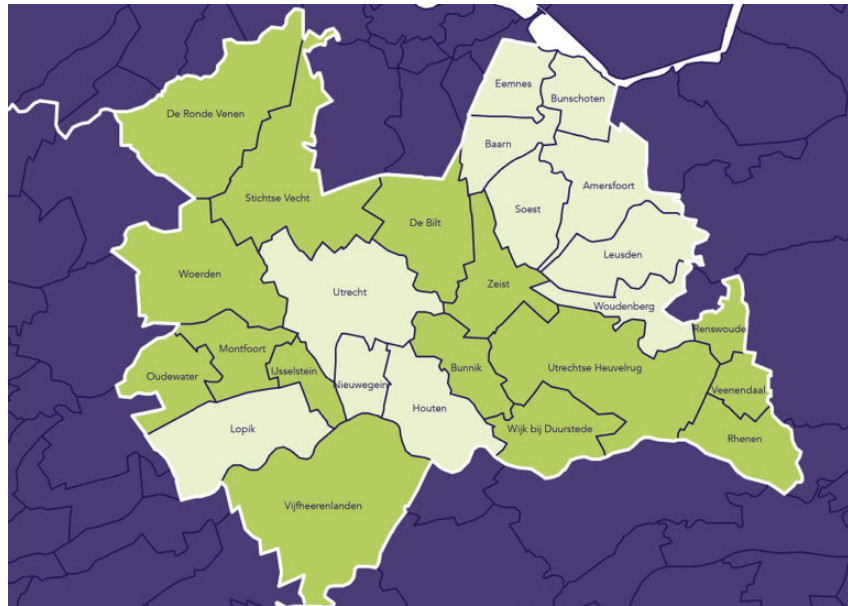 Eemnes
Bunschoten
De Ronde Venen
Baarn
Amersfoort
Stichtse Vecht
Soest
De Bilt
Leusden
Woerden
Zeist
Utrecht
Woudenberg
Renswoude
Montfoort
Bunnik
Utrechtse Heuvelrug
IJsselstein
Oudewater
Nieuwegein
Veenendaal
Houten
Lopik
Wijk bij Duurstede
Rhenen
Vijfheerenlanden